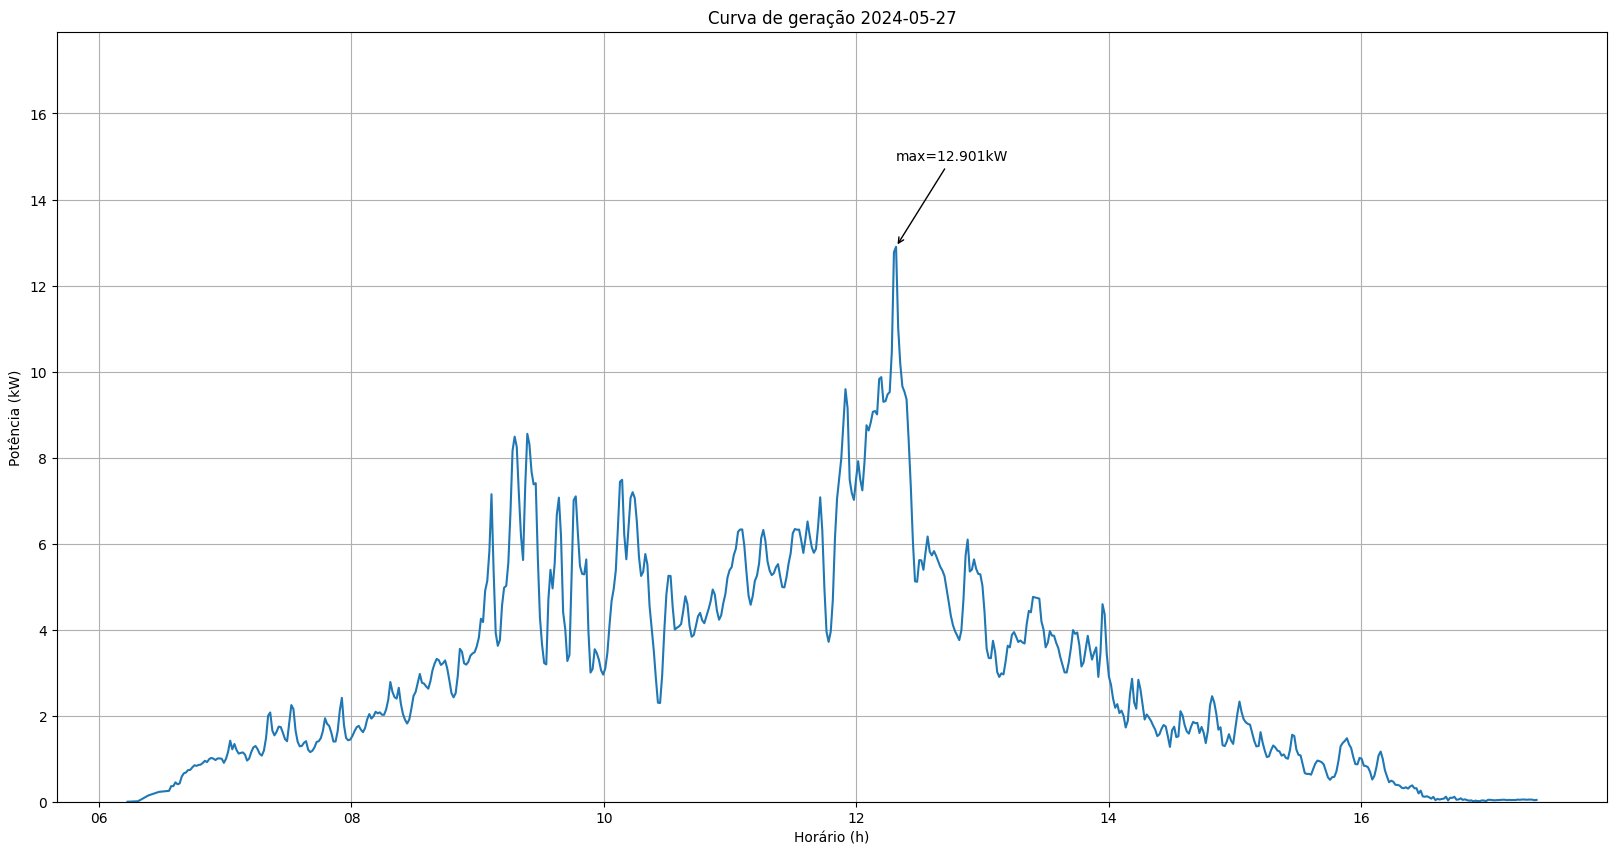 Curva de geração 2024-05-27
Potência (kW)
16
14
12
10
8
6
4
2
0
max=12.901kW
06 08 10 12 14 16
Horário (h)